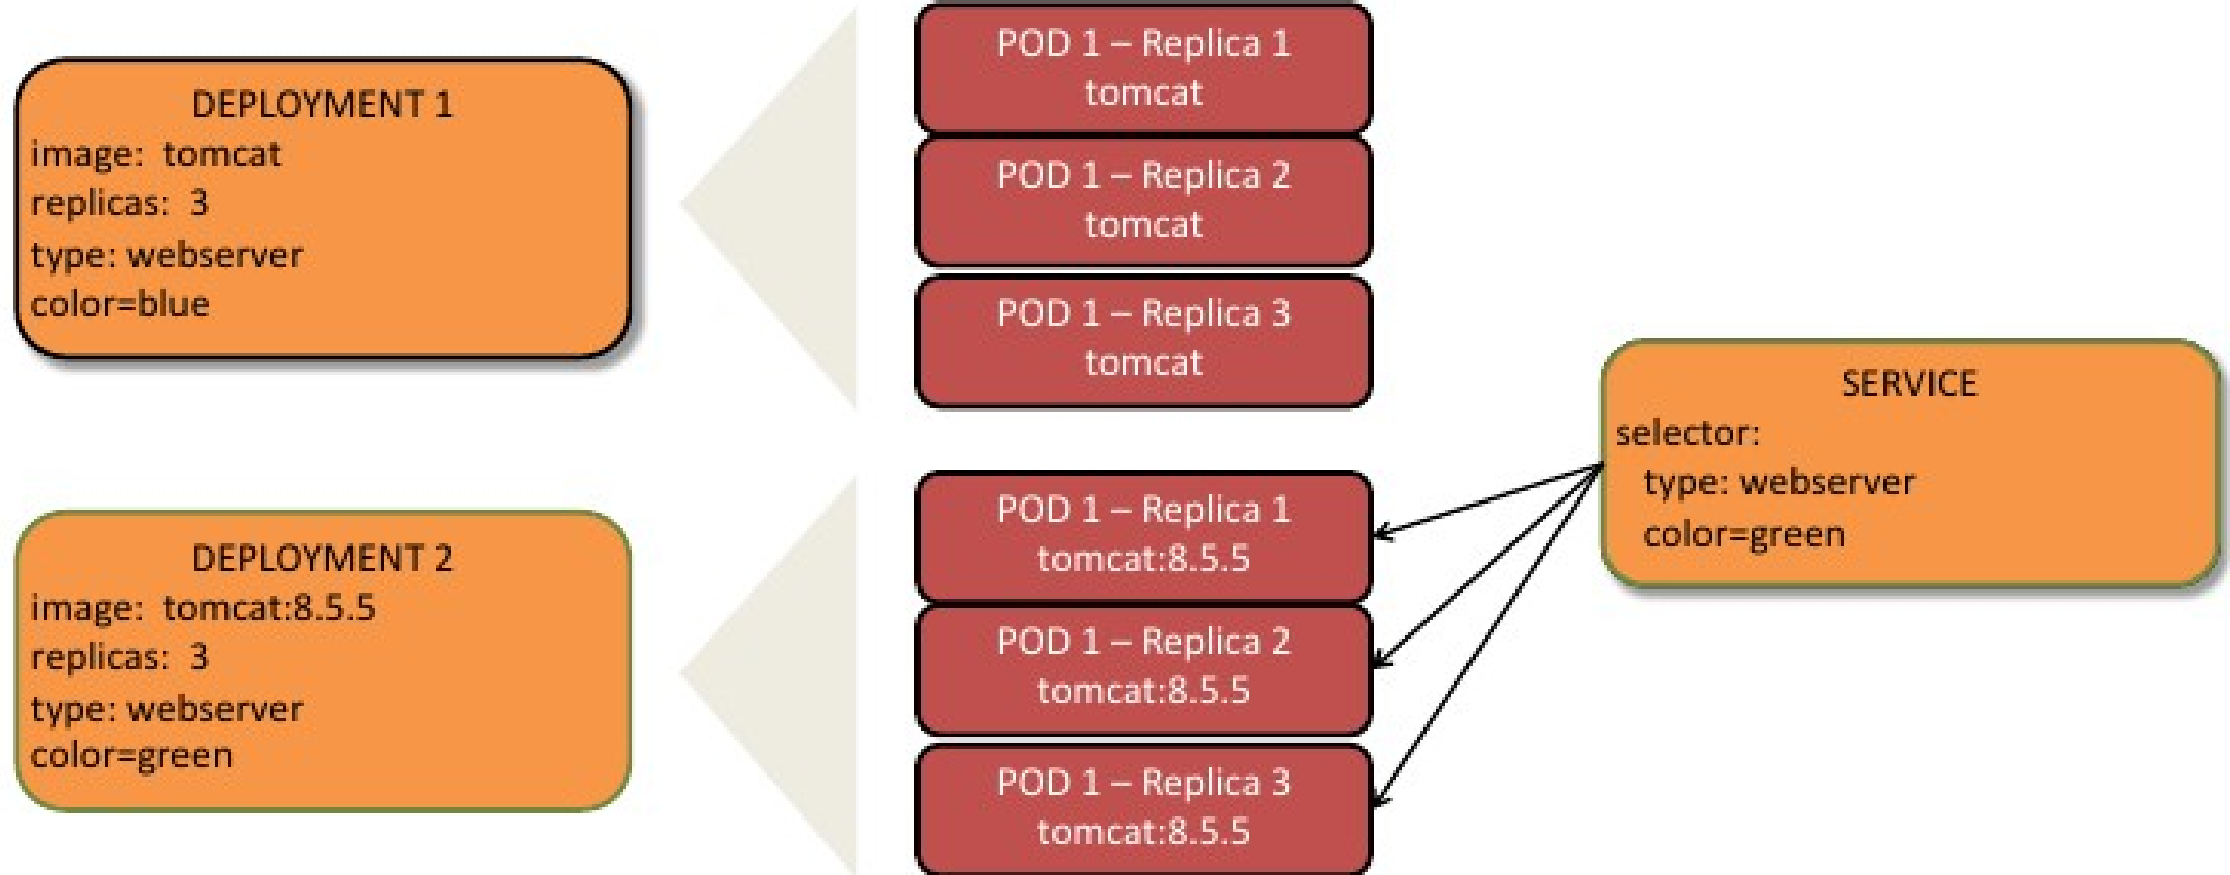 DEPLOYMENT 1
image: tomcat
replicas: 3
type: webserver
color=blue
POD 1 – Replica 1
tomcat
POD 1 – Replica 2
tomcat
POD 1 – Replica 3
tomcat
DEPLOYMENT 2
image: tomcat:8.5.5
replicas: 3
type: webserver
color=green
POD 1 – Replica 1
tomcat:8.5.5
POD 1 – Replica 2
tomcat:8.5.5
POD 1 – Replica 3
tomcat:8.5.5
SERVICE
selector:
type: webserver
color=green